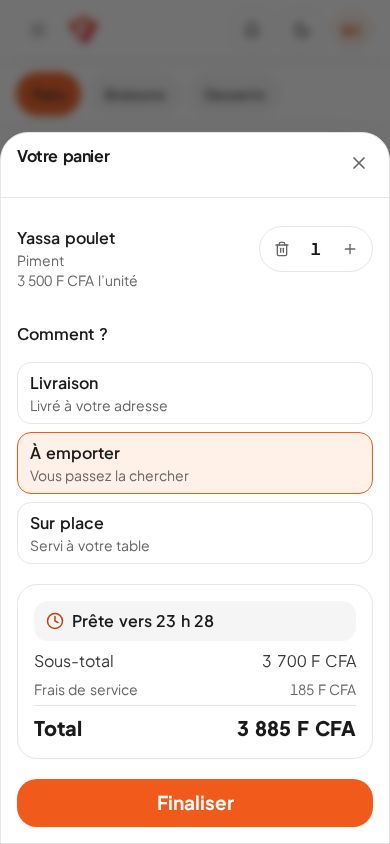 Votre panier
Yassa poulet
Piment
3 500 F CFA l'unité
1
Comment ?
Livraison
Livré à votre adresse
À emporter
Vous passez la chercher
Sur place
Servi à votre table
Prête vers 23 h 28
Sous-total 3 700 F CFA
Frais de service 185 F CFA
Total 3 885 F CFA
Finaliser